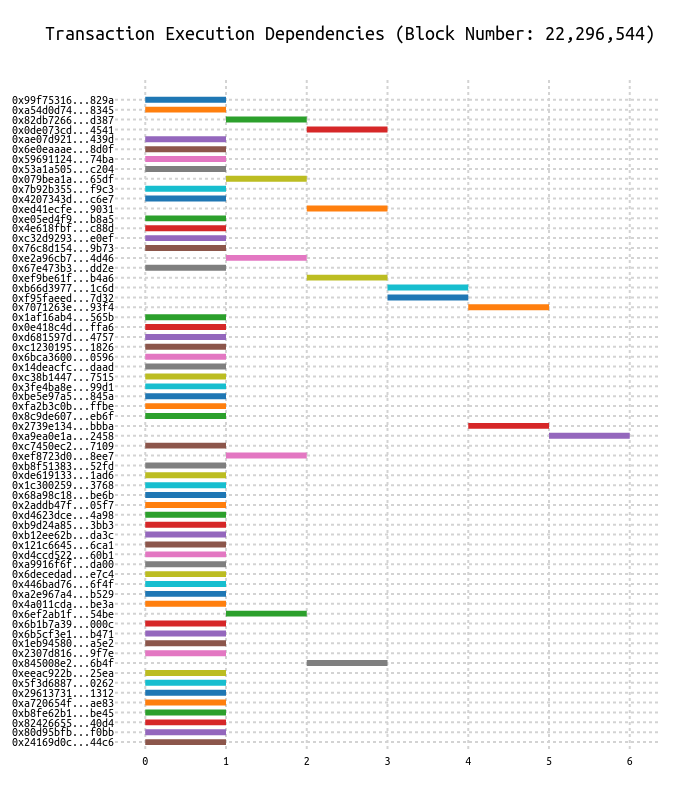 Transaction Execution Dependencies (Block Number: 22,296,544)
0x99f75316...829a
0xa54d0d74...8345
0x82db7266...d387
0x0de073cd...4541
0xae07d921...439d
0x6e0eaaae...8d0f
0x59691124...74ba
0x53a1a505...c204
0x079bea1a...65df
0x7b92b355...f9c3
0x4207343d...c6e7
0xed41ecfe...9031
0xe05ed4f9...b8a5
0x4e618fbf...c88d
0xc32d9293...e0ef
0x76c8d154...9b73
0xe2a96cb7...4d46
0x67e473b3...dd2e
0xef9be61f...b4a6
0xb66d3977...1c6d
0xf95faeed...7d32
0x7071263e...93f4
0x1af16ab4...565b
0x0e418c4d...ffa6
0xd681597d...4757
0xc1230195...1826
0x6bca3600...0596
0x14deacfc...daad
0xc38b1447...7515
0x3fe4ba8e...99d1
0xbe5e97a5...845a
0xfa2b3c0b...ffbe
0x8c9de607...eb6f
0x2739e134...bbba
0xa9ea0e1a...2458
0xc7450ec2...7109
0xef8723d0...8ee7
0xb8f51383...52fd
0xde619133...1ad6
0x1c300259...3768
0x68a98c18...be6b
0x2addb47f...05f7
0xd4623dce...4a98
0xb9d24a85...3bb3
0xb12ee62b...da3c
0x121c6645...6ca1
0xd4ccd522...60b1
0xa9916f6f...da00
0x6decedad...e7c4
0x446bad76...6f4f
0xa2e967a4...b529
0x4a011cda...be3a
0x6ef2ab1f...54be
0x6b1b7a39...000c
0x6b5cf3e1...b471
0x1eb94580...a5e2
0x2307d816...9f7e
0x845008e2...6b4f
0xeeac922b...25ea
0x5f3d6887...0262
0x29613731...1312
0xa720654f...ae83
0xb8fe62b1...be45
0x82426655...40d4
0x80d95bfb...f0bb
0x24169d0c...44c6
0 1 2 3 4 5 6